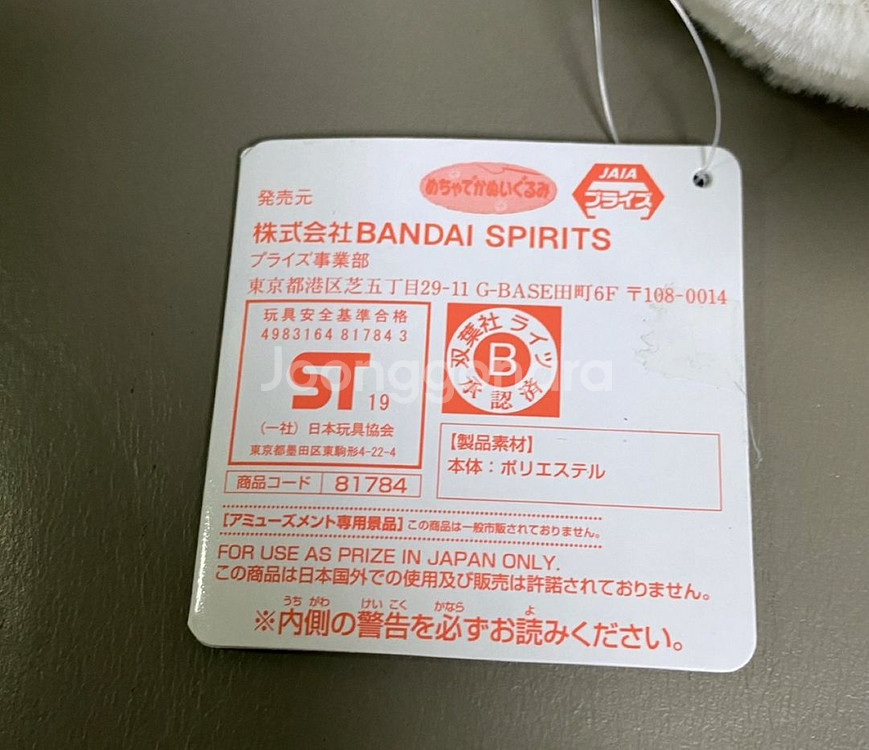 めちゃでかぬいぐるみ
JAIA
プライズ
発売元
株式会社BANDAI SPIRITS
プライズ事業部
東京都港区芝五丁目29-11 G-BASE田町6F 〒108-0014
玩具安全基準合格
4983164 81784 3
ST 19
(一社) 日本玩具協会
東京都墨田区東駒形4-22-4
双葉社 ライツ
B
承認済
商品コード 81784
【製品素材】
本体：ポリエステル
【アミューズメント専用景品】この商品は一般市販されておりません。
FOR USE AS PRIZE IN JAPAN ONLY.
この商品は日本国外での使用及び販売は許諾されておりません。
うちがわ けいこく かなら よ
※内側の警告を必ずお読みください。
Joonggonara